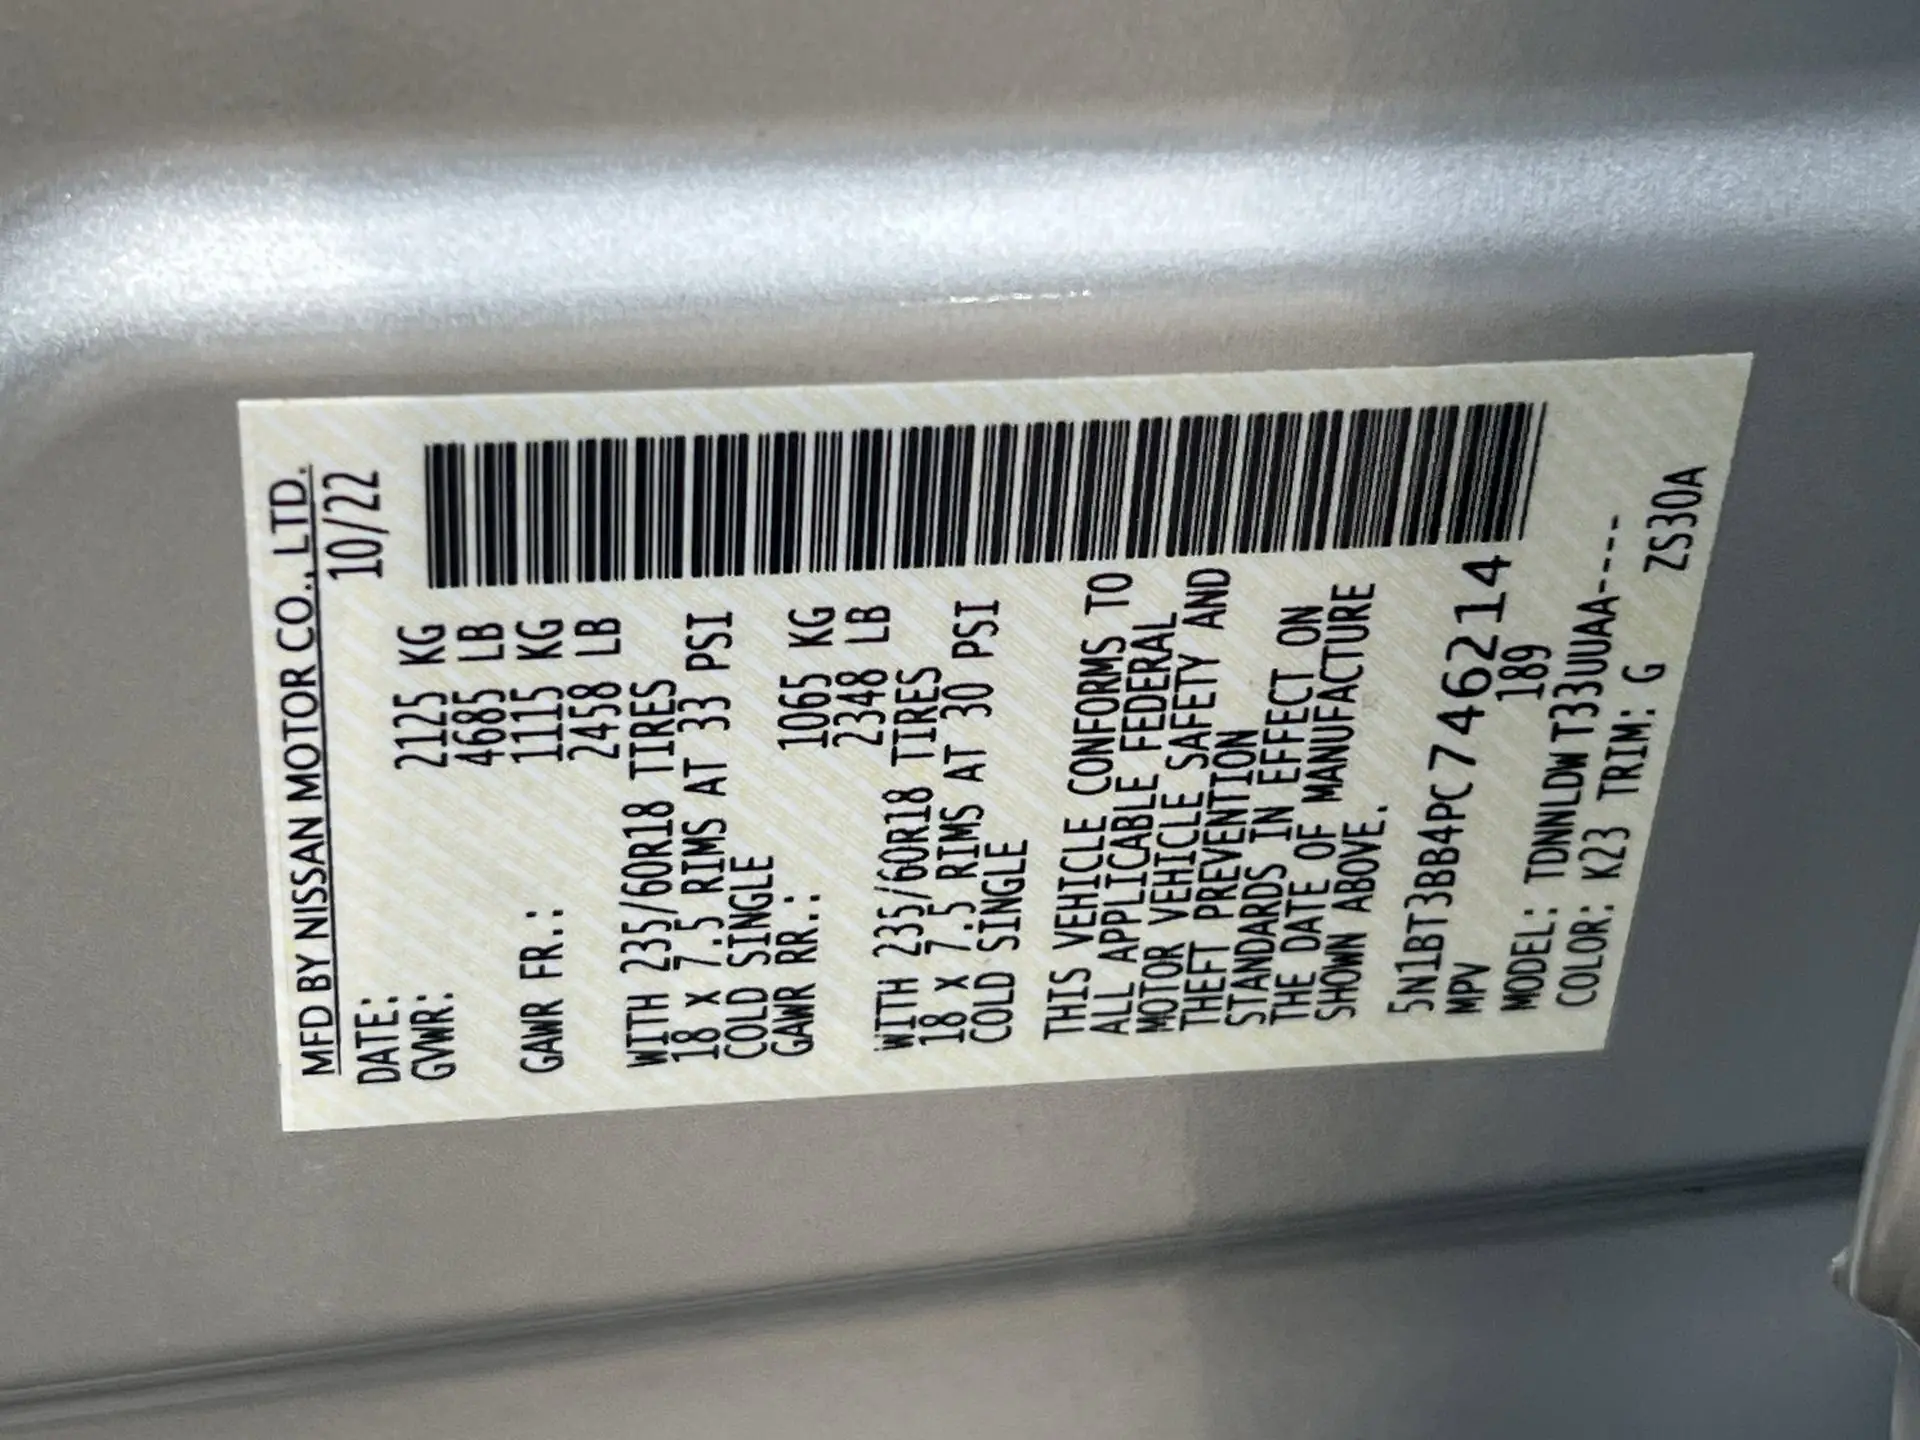 MFD BY NISSAN MOTOR CO., LTD.
DATE: 10/22
GVWR: 2125 KG
4685 LB
GAWR FR.: 1115 KG
2458 LB
WITH 235/60R18 TIRES
18 X 7.5 RIMS AT 33 PSI
COLD SINGLE
GAWR RR.: 1065 KG
2348 LB
WITH 235/60R18 TIRES
18 X 7.5 RIMS AT 30 PSI
COLD SINGLE
THIS VEHICLE CONFORMS TO
ALL APPLICABLE FEDERAL
MOTOR VEHICLE SAFETY AND
THEFT PREVENTION
STANDARDS IN EFFECT ON
THE DATE OF MANUFACTURE
SHOWN ABOVE.
5N1BT3BB4PC746214
MPV 189
MODEL: TDNNLDWT33UUAA----
COLOR: K23 TRIM: G ZS30A